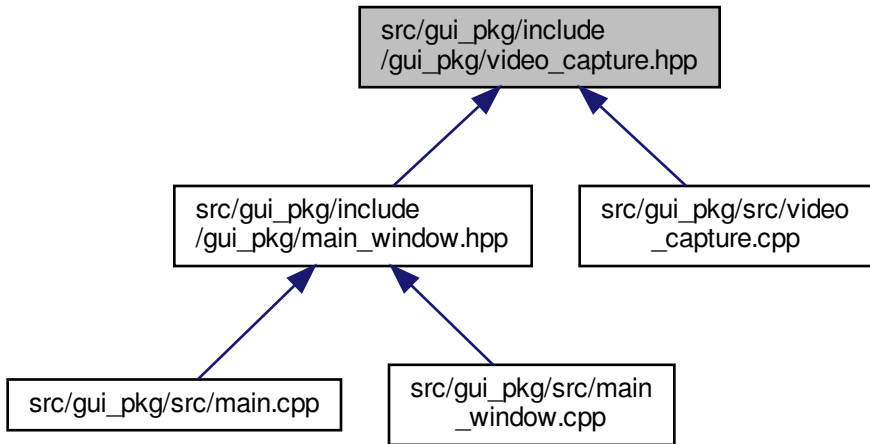 src/gui_pkg/include
/gui_pkg/video_capture.hpp
src/gui_pkg/include
/gui_pkg/main_window.hpp
src/gui_pkg/src/video
_capture.cpp
src/gui_pkg/src/main.cpp
src/gui_pkg/src/main
_window.cpp